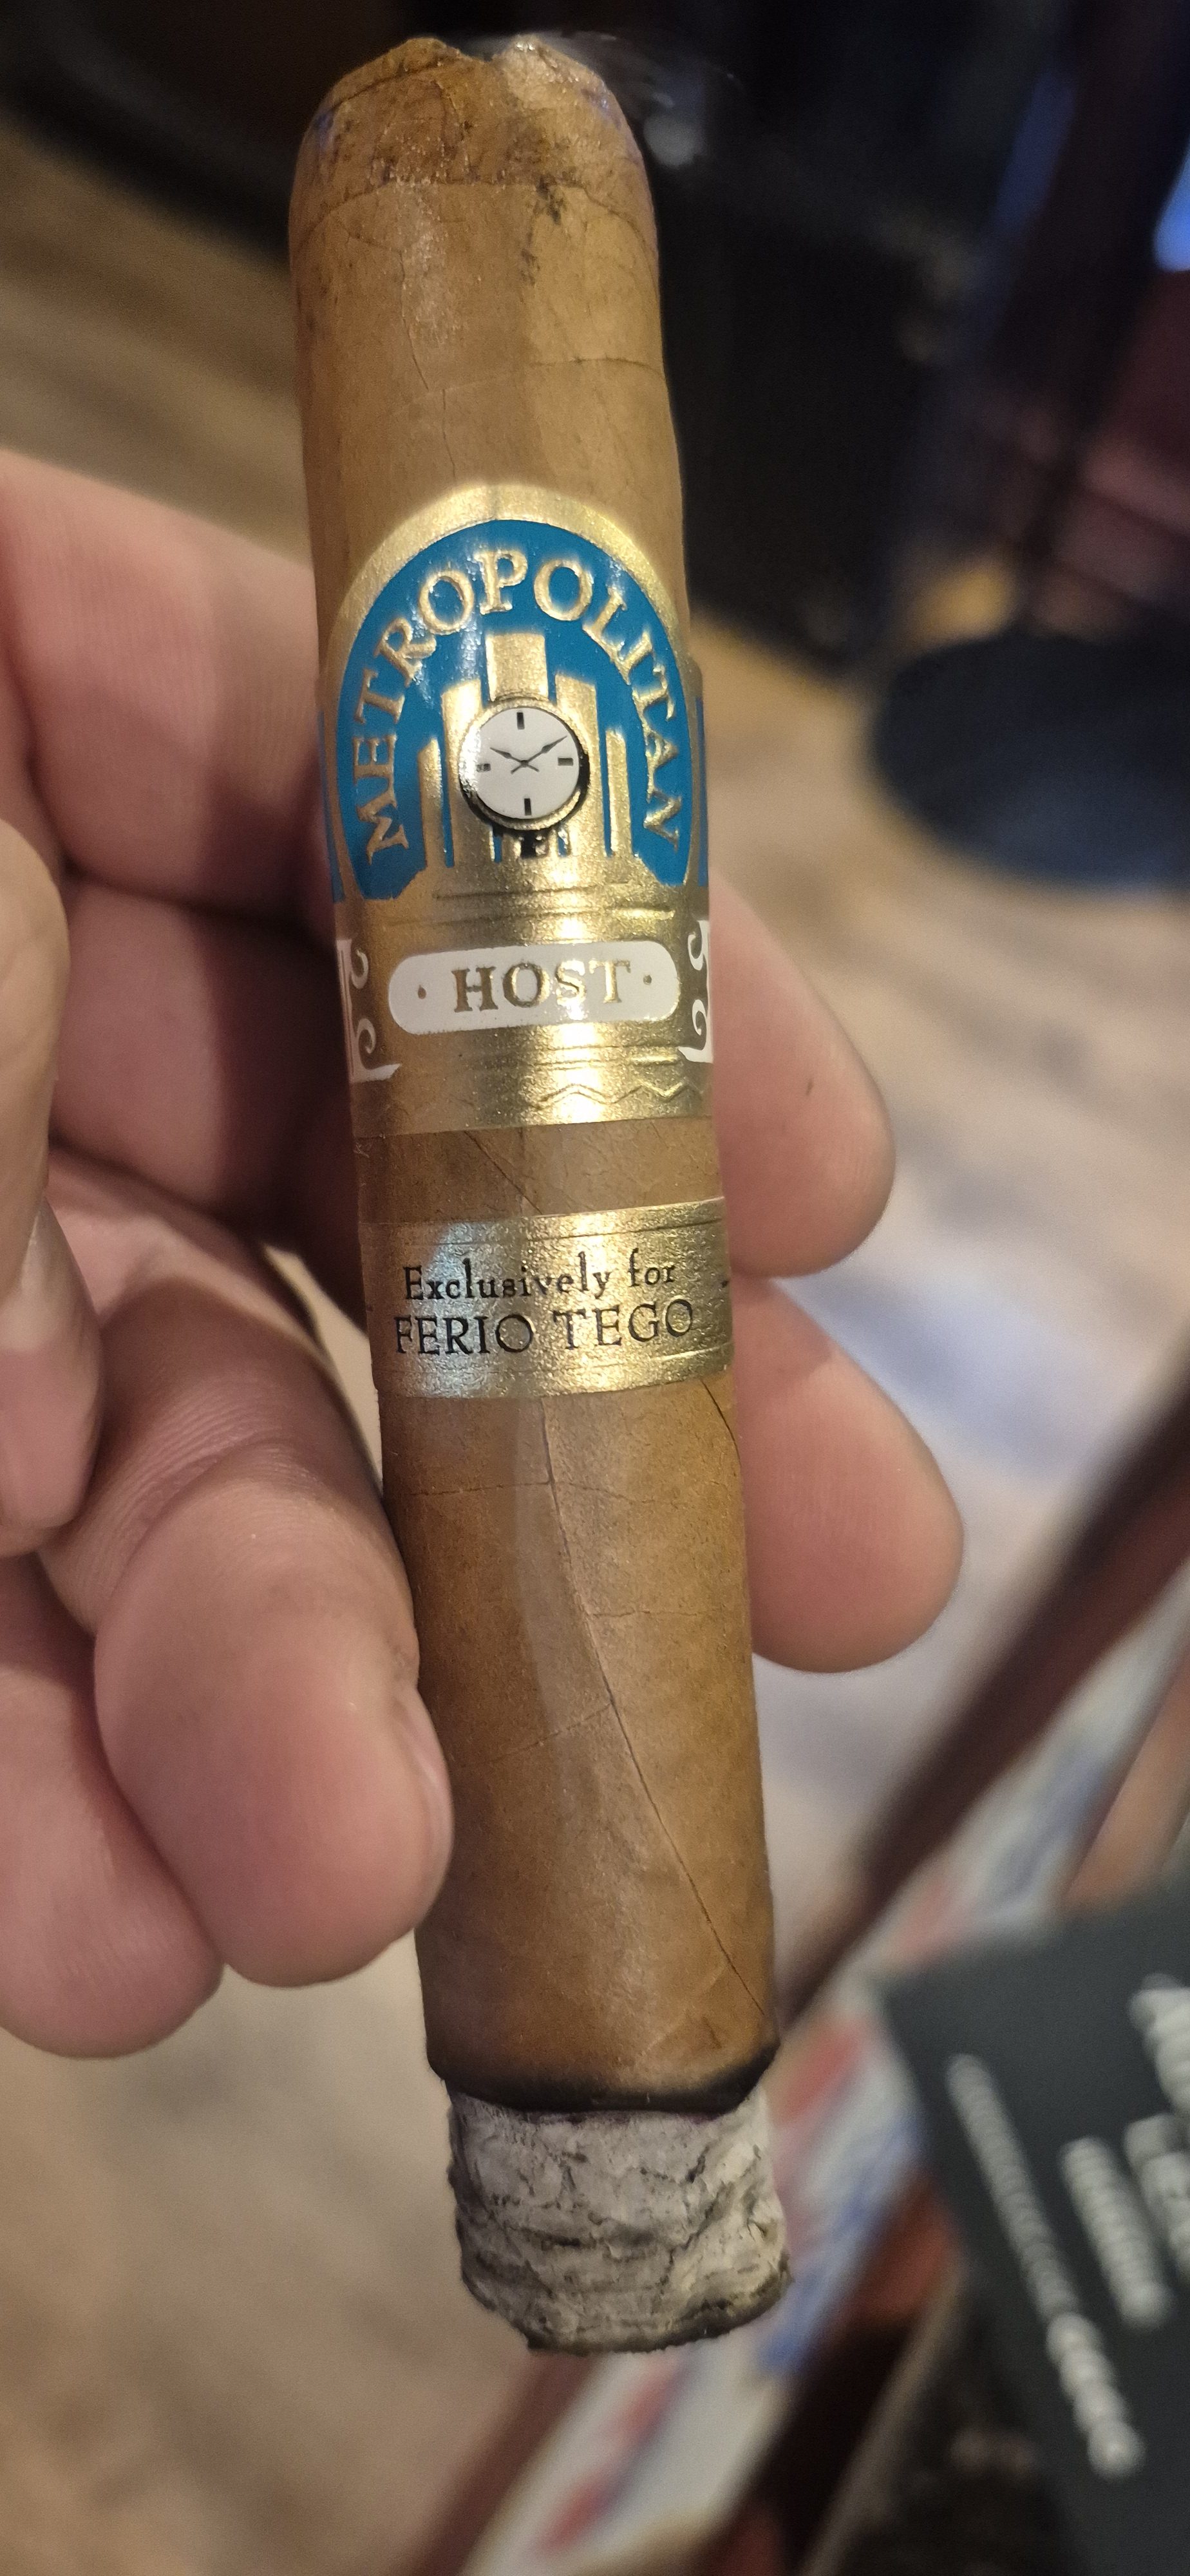 METROPOLITAN
· HOST ·
Exclusively for
FERIO TEGO